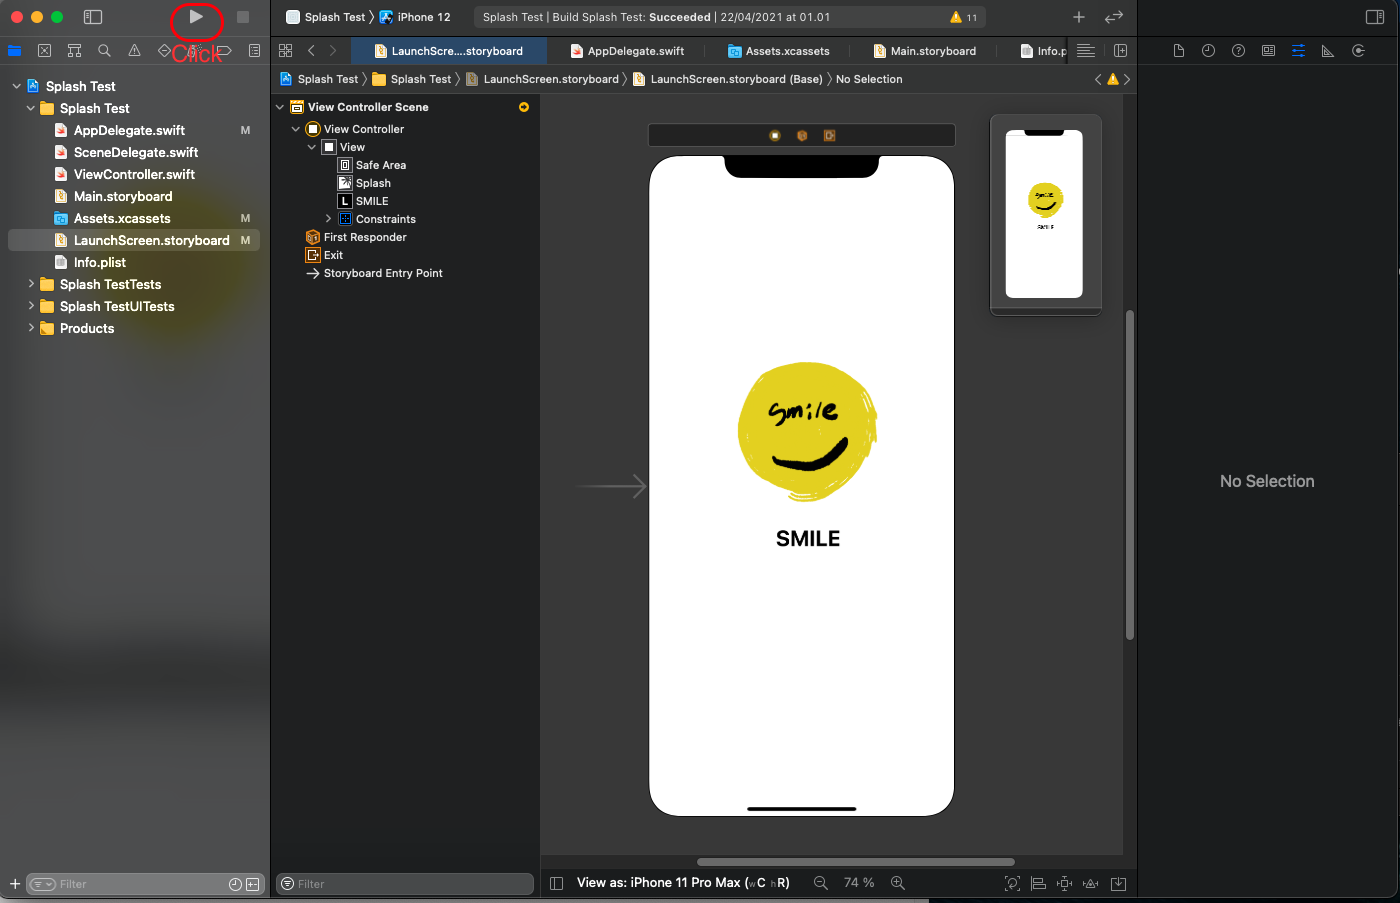 Splash Test 〉 iPhone 12
Splash Test | Build Splash Test: Succeeded | 22/04/2021 at 01.01
11
Click
LaunchScre....storyboard
AppDelegate.swift
Assets.xcassets
Main.storyboard
Info.p
Splash Test 〉 Splash Test 〉 LaunchScreen.storyboard 〉 LaunchScreen.storyboard (Base) 〉 No Selection
Splash Test
Splash Test
AppDelegate.swift M
SceneDelegate.swift
ViewController.swift
Main.storyboard
Assets.xcassets M
LaunchScreen.storyboard M
Info.plist
Splash TestTests
Splash TestUITests
Products
View Controller Scene
View Controller
View
Safe Area
Splash
L SMILE
Constraints
First Responder
Exit
Storyboard Entry Point
smile
SMILE
smile
SMILE
No Selection
Filter
Filter
View as: iPhone 11 Pro Max (wC hR)
74 %